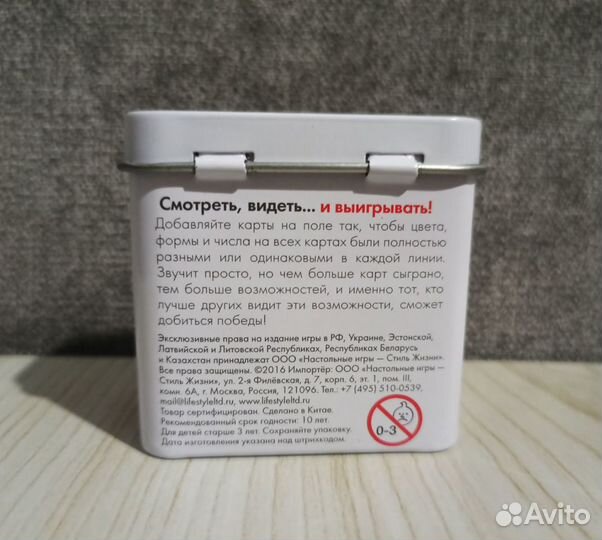 Смотреть, видеть... и выигрывать!
Добавляйте карты на поле так, чтобы цвета,
формы и числа на всех картах были полностью
разными или одинаковыми в каждой линии.
Звучит просто, но чем больше карт сыграно,
тем больше возможностей, и именно тот, кто
лучше других видит эти возможности, сможет
добиться победы!
Эксклюзивные права на издание игры в РФ, Украине, Эстонской,
Латвийской и Литовской Республиках, Республиках Беларусь
и Казахстан принадлежат ООО «Настольные игры — Стиль Жизни».
Все права защищены. ©2016 Импортёр: ООО «Настольные игры —
Стиль Жизни», ул. 2-я Филёвская, д. 7, корп. 6, эт. 1, пом. III,
комн. 6А, г. Москва, Россия, 121096. Тел.: +7 (495) 510-0539,
mail@lifestyleltd.ru, www.lifestyleltd.ru
Товар сертифицирован. Сделано в Китае.
Рекомендованный срок годности: 10 лет.
Для детей старше 3 лет. Сохраняйте упаковку.
Дата изготовления указана над штрихкодом.
0-3
Avito